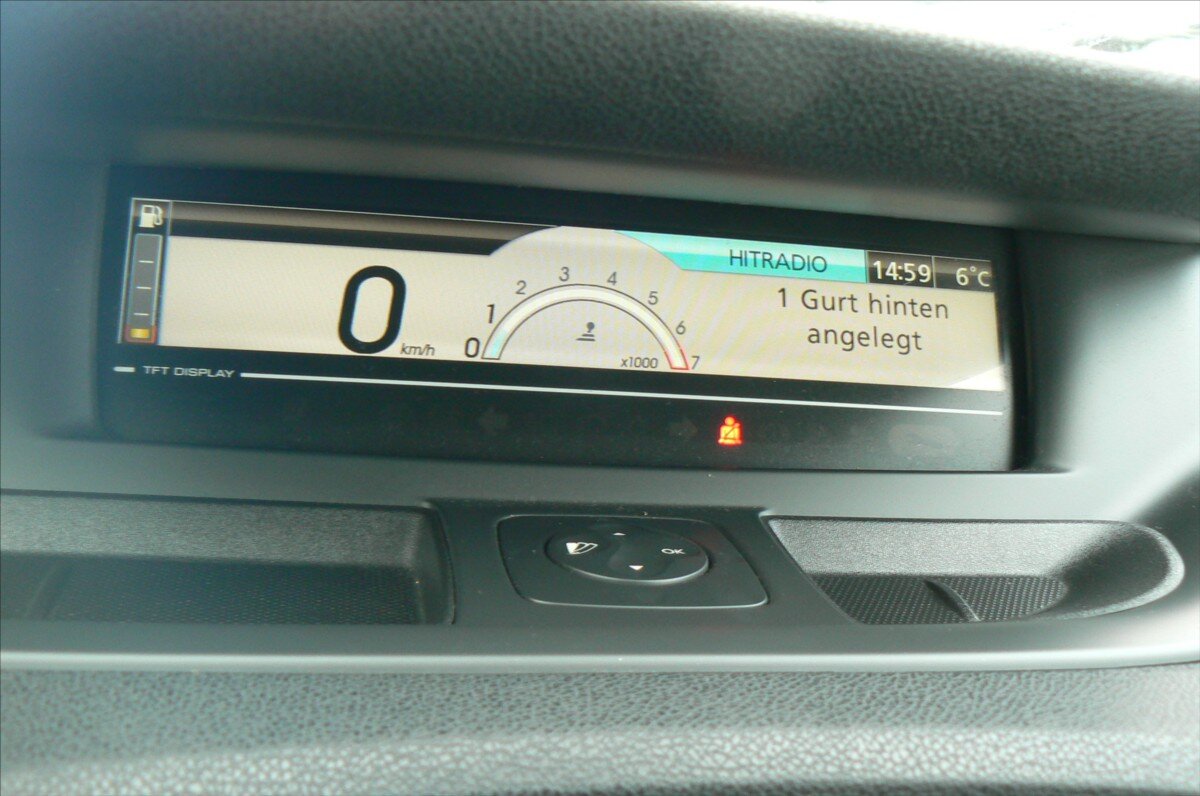 HITRADIO
14:59
6°C
0
km/h
0
1
2
3
4
5
6
7
x1000
1 Gurt hinten
angelegt
TFT DISPLAY
OK